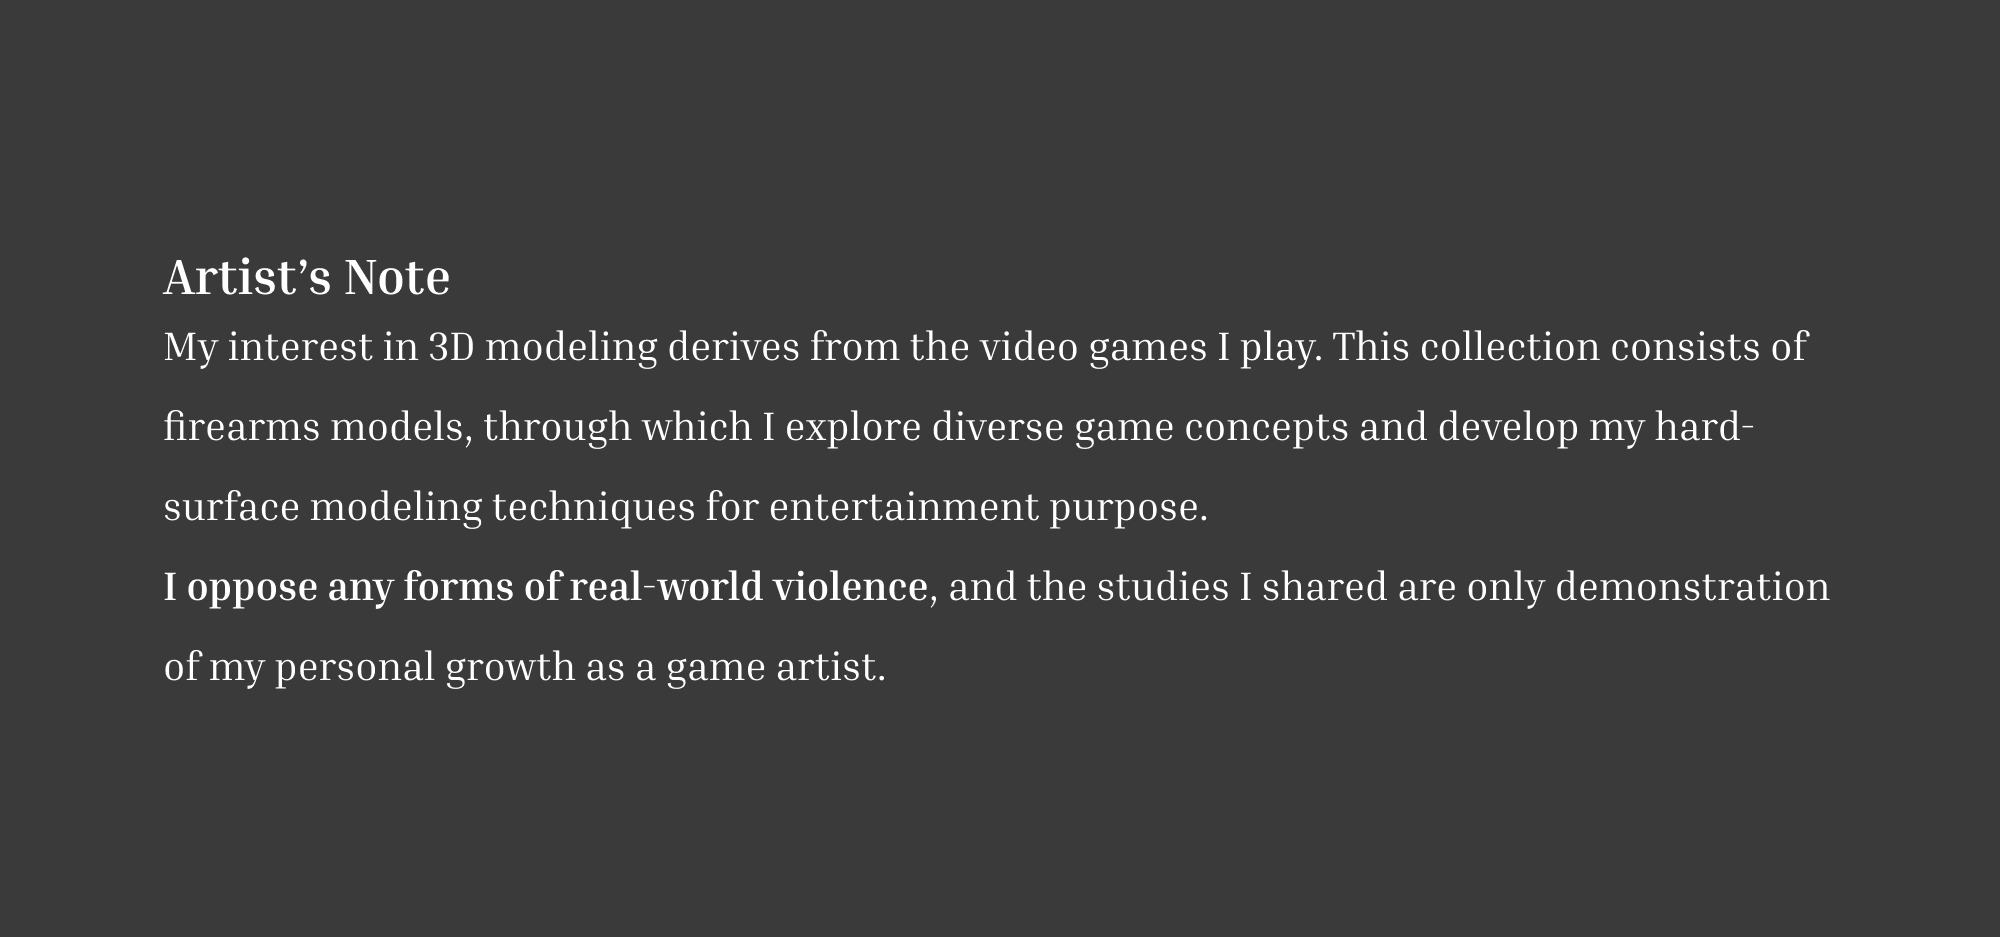 Artist’s Note
My interest in 3D modeling derives from the video games I play. This collection consists of
firearms models, through which I explore diverse game concepts and develop my hard-
surface modeling techniques for entertainment purpose.
I oppose any forms of real-world violence, and the studies I shared are only demonstration
of my personal growth as a game artist.